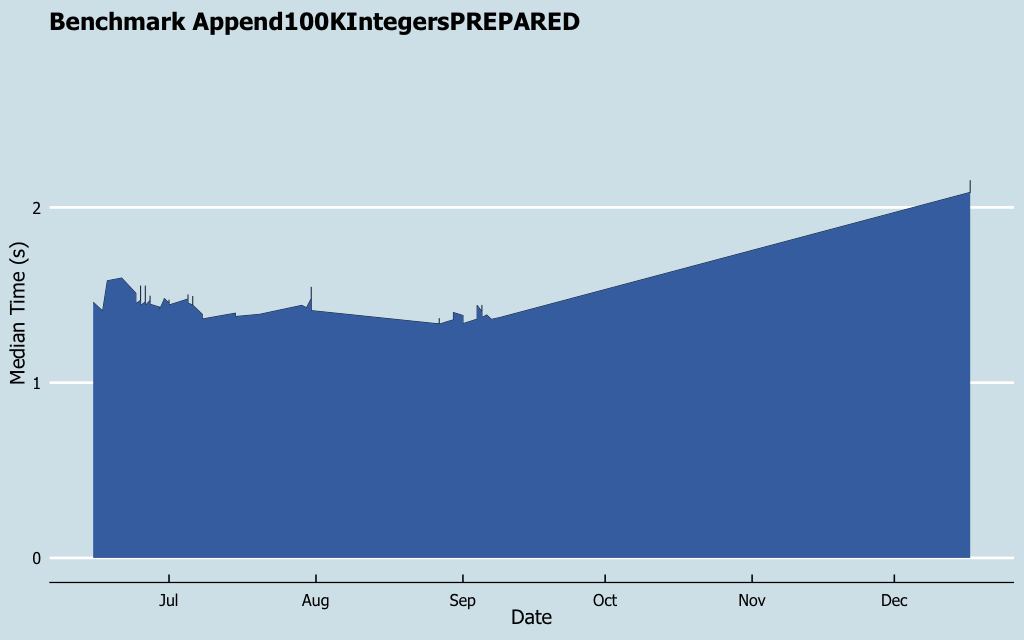 Benchmark Append100KIntegersPREPARED
Median Time (s)
2
1
0
Jul Aug Sep Oct Nov Dec
Date